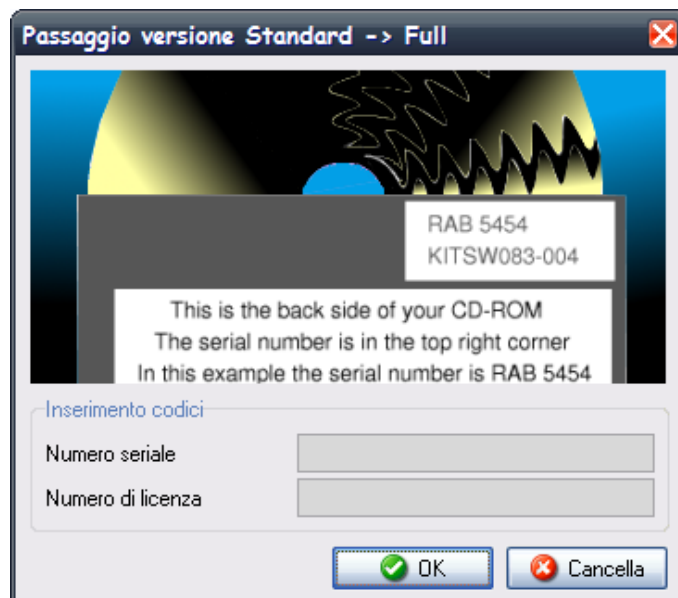 Passaggio versione Standard -> Full
RAB 5454
KITSW083-004
This is the back side of your CD-ROM
The serial number is in the top right corner
In this example the serial number is RAB 5454
Inserimento codici
Numero seriale
Numero di licenza
OK
Cancella